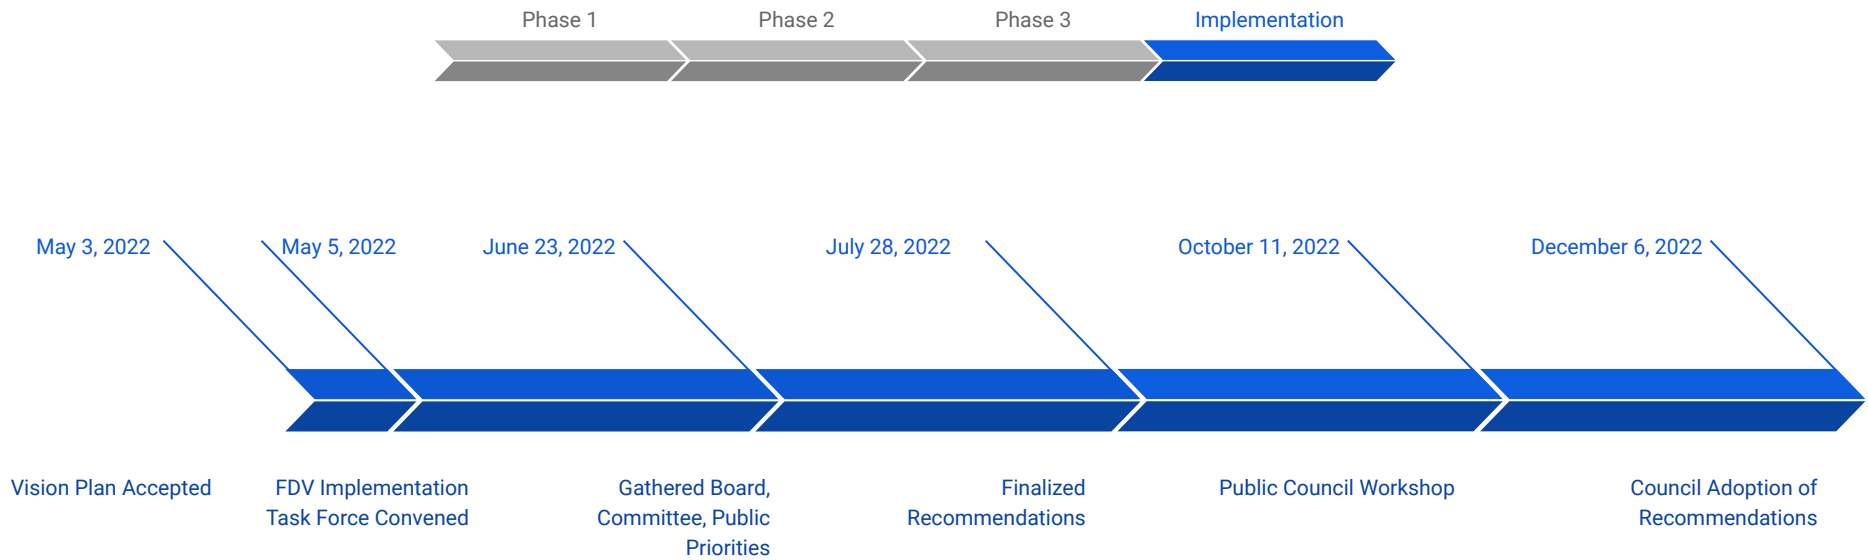 Phase 1
Phase 2
Phase 3
Implementation
May 3, 2022
May 5, 2022
June 23, 2022
July 28, 2022
October 11, 2022
December 6, 2022
Vision Plan Accepted
FDV Implementation
Task Force Convened
Gathered Board,
Committee, Public
Priorities
Finalized
Recommendations
Public Council Workshop
Council Adoption of
Recommendations